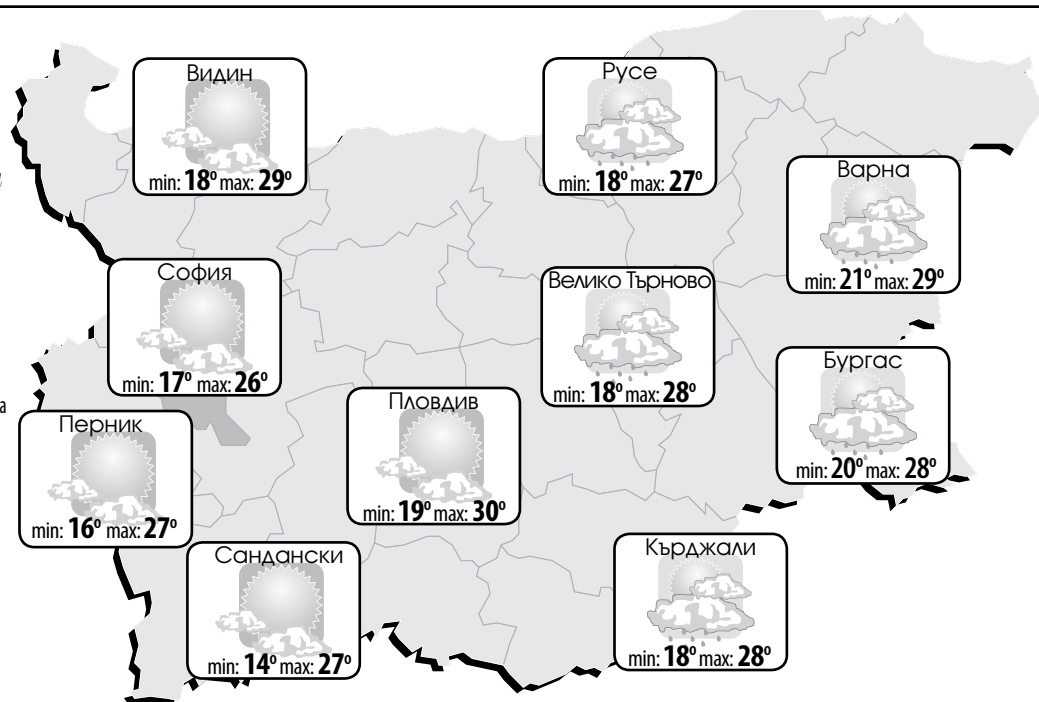 Видин
min: 18° max: 29°
Русе
min: 18° max: 27°
Варна
min: 21° max: 29°
София
min: 17° max: 26°
Велико Търново
min: 18° max: 28°
Бургас
min: 20° max: 28°
Пловдив
min: 19° max: 30°
а
Перник
min: 16° max: 27°
Сандански
min: 14° max: 27°
Кърджали
min: 18° max: 28°